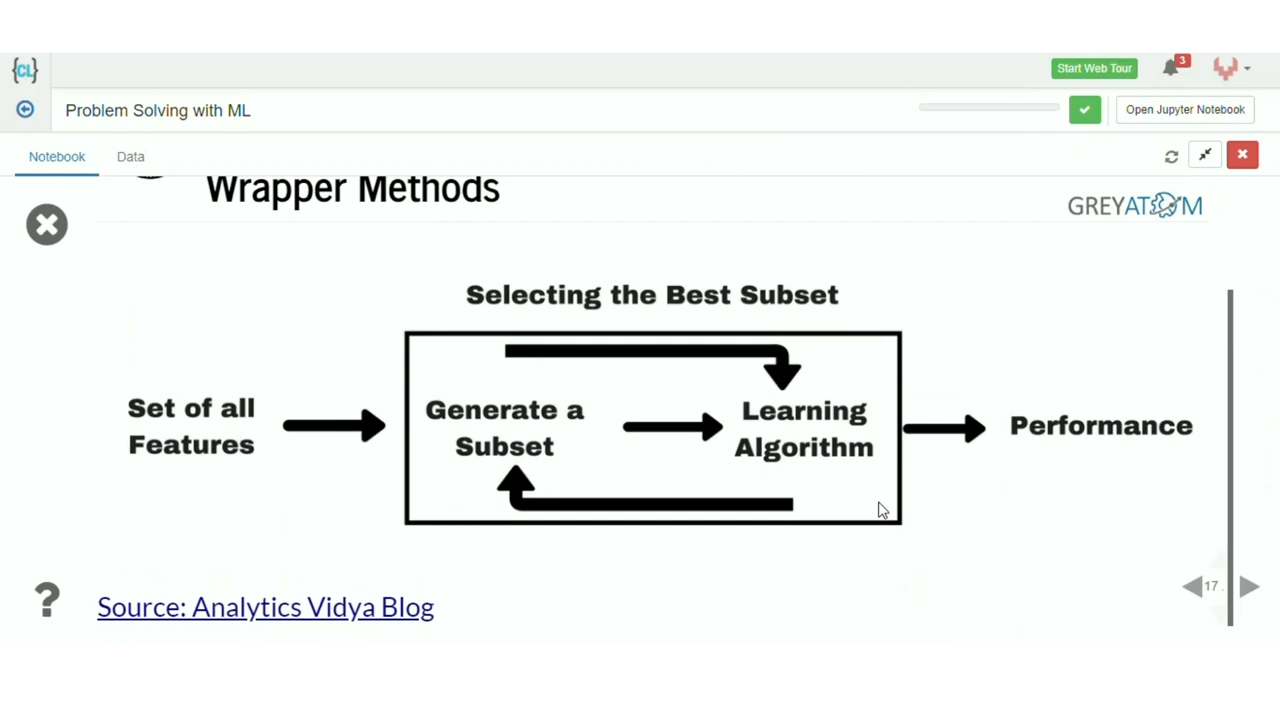 {CL}
Start Web Tour
3
Problem Solving with ML
Open Jupyter Notebook
Notebook
Data
Wrapper Methods
GREYATOM
Selecting the Best Subset
Set of all
Features
Generate a
Subset
Learning
Algorithm
Performance
17 .
?
Source: Analytics Vidya Blog